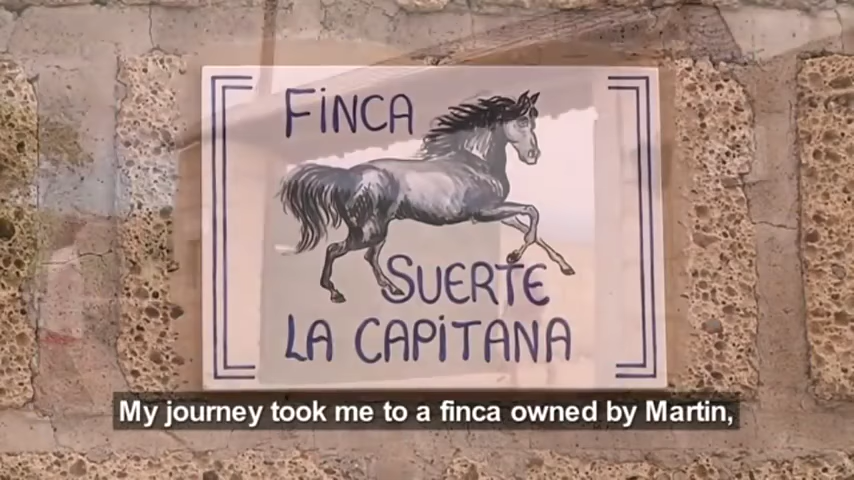 FiNCA
SUERTE
LA CAPiTANA
My journey took me to a finca owned by Martin,